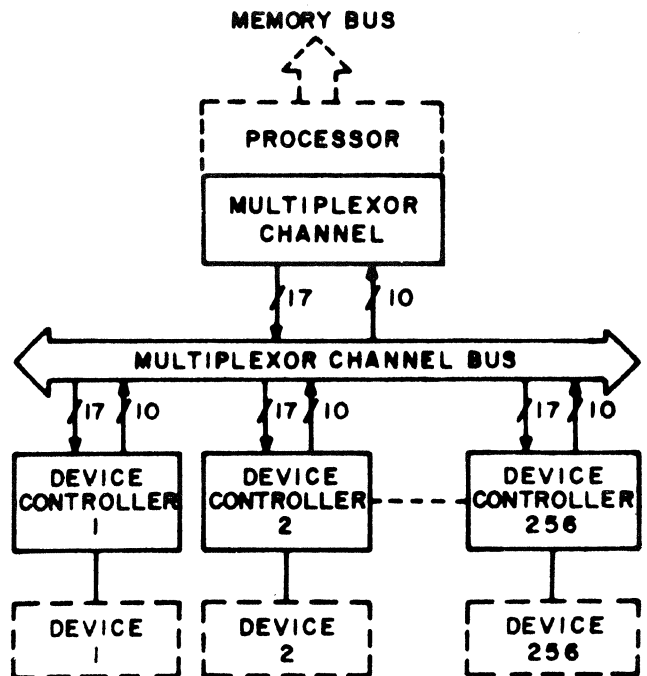 MEMORY BUS
PROCESSOR
MULTIPLEXOR
CHANNEL
17 10
MULTIPLEXOR CHANNEL BUS
17 10 17 10 17 10
DEVICE
CONTROLLER
1
DEVICE
CONTROLLER
2
DEVICE
CONTROLLER
256
DEVICE
1
DEVICE
2
DEVICE
256